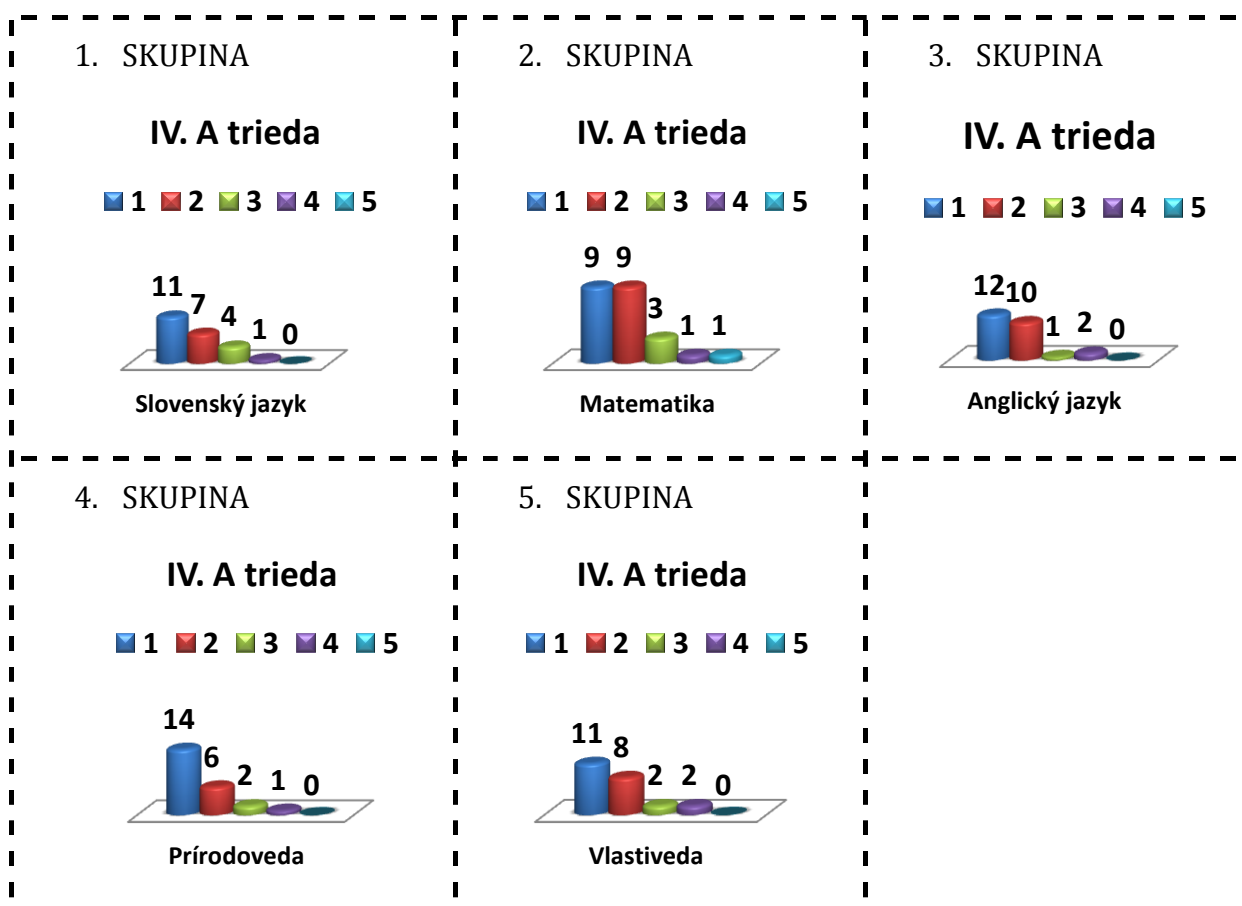 1. SKUPINA
IV. A trieda
1 2 3 4 5
11 7 4 1 0
Slovenský jazyk
2. SKUPINA
IV. A trieda
1 2 3 4 5
9 9 3 1 1
Matematika
3. SKUPINA
IV. A trieda
1 2 3 4 5
12 10 1 2 0
Anglický jazyk
4. SKUPINA
IV. A trieda
1 2 3 4 5
14 6 2 1 0
Prírodoveda
5. SKUPINA
IV. A trieda
1 2 3 4 5
11 8 2 2 0
Vlastiveda